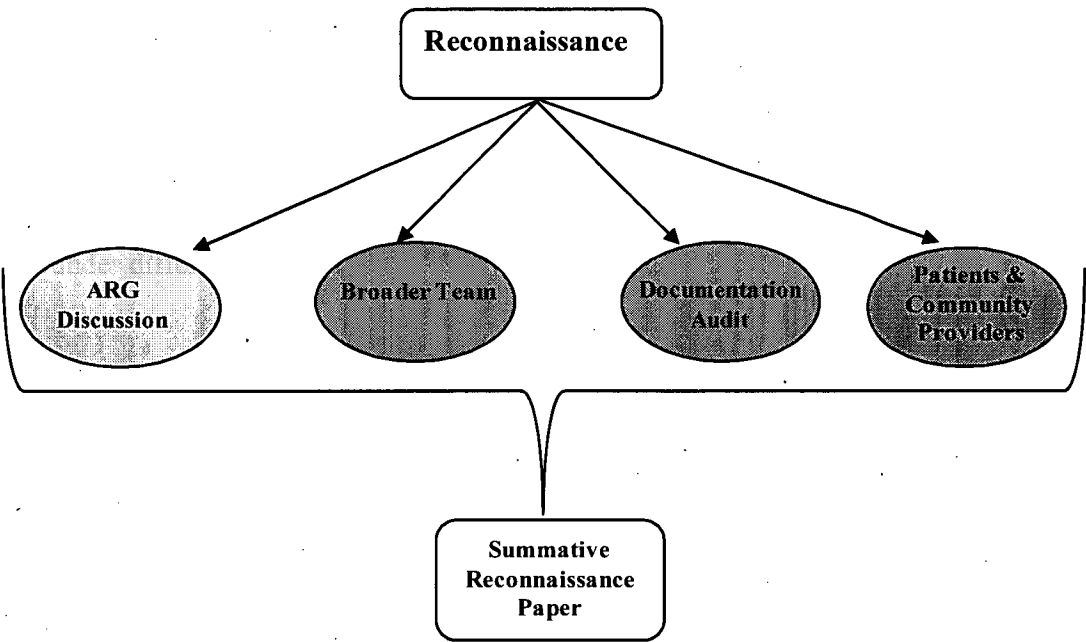 Reconnaissance
ARG
Discussion
Broader Team
Documentation
Audit
Patients &
Community
Providers
Summative
Reconnaissance
Paper